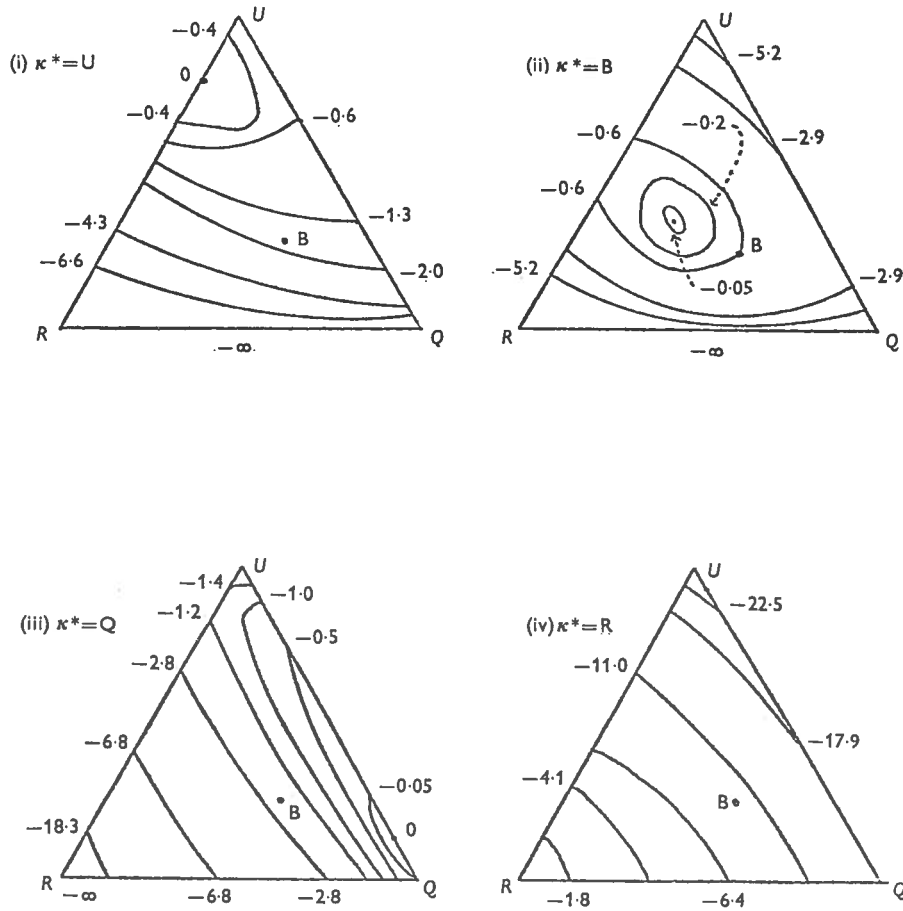 U
−0·4
(i) κ*=U
0
−0·4
−0·6
−4·3
−6·6
−1·3
B
−2·0
R
−∞
Q
U
(ii) κ*=B
−5·2
−0·6
−0·2
−2·9
−0·6
B
−5·2
−0·05
−2·9
R
−∞
Q
U
−1·4
−1·0
−1·2
(iii) κ*=Q
−0·5
−2·8
−6·8
−0·05
B
0
−18·3
R
−∞
−6·8
−2·8
Q
U
(iv) κ*=R
−22·5
−11·0
−17·9
−4·1
B
R
−1·8
−6·4
Q